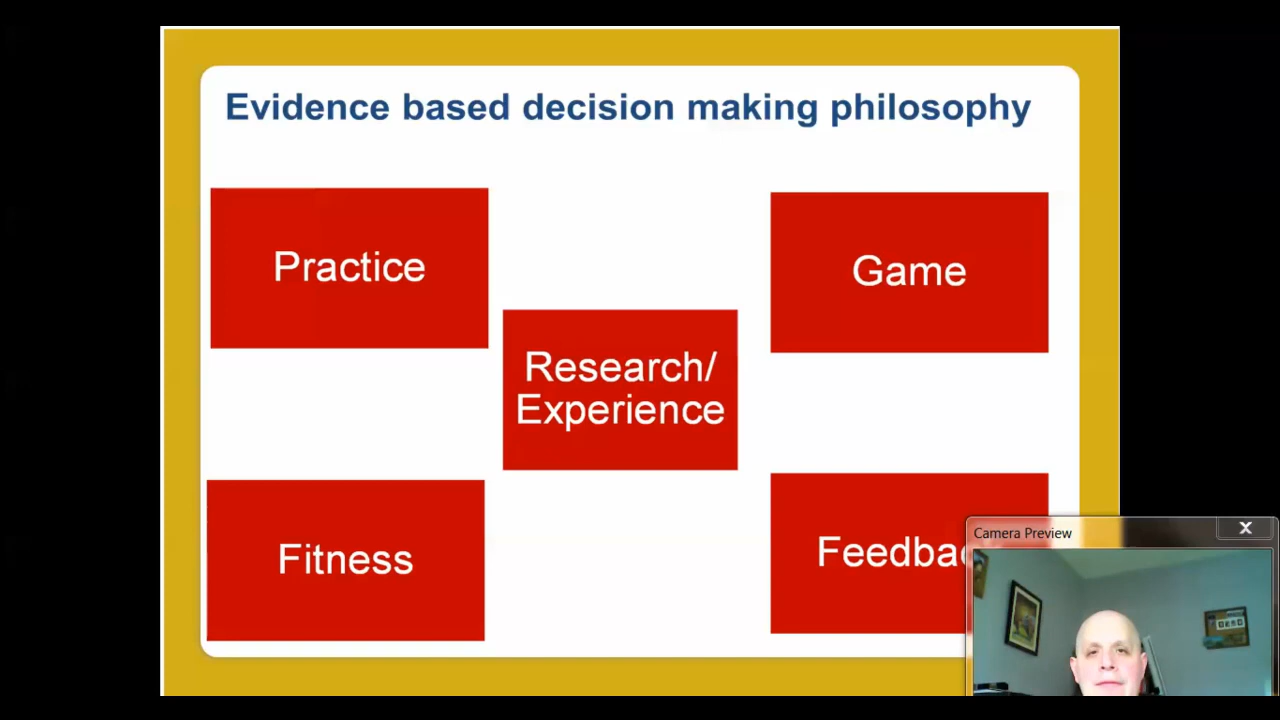 Evidence based decision making philosophy
Practice
Game
Research/
Experience
Fitness
Feedbac
Camera Preview